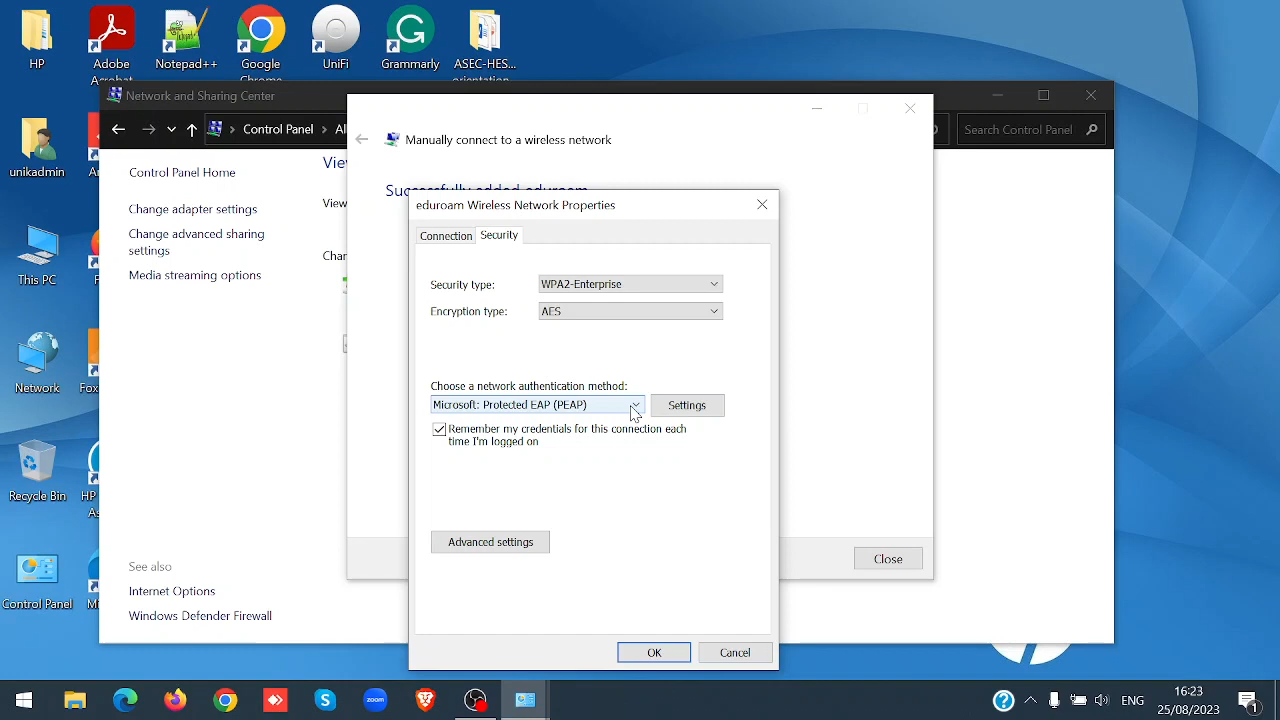 HP
Adobe
Acrobat
Notepad++
Google
Chrome
UniFi
Grammarly
ASEC-HES...
orientation
unikadmin
This PC
Network
Recycle Bin
Control Panel
Network and Sharing Center
Control Panel
Search Control Panel
Control Panel Home
Change adapter settings
Change advanced sharing
settings
Media streaming options
See also
Internet Options
Windows Defender Firewall
Manually connect to a wireless network
Successfully added eduroam
Close
eduroam Wireless Network Properties
Connection
Security
Security type:
WPA2-Enterprise
Encryption type:
AES
Choose a network authentication method:
Microsoft: Protected EAP (PEAP)
Settings
Remember my credentials for this connection each
time I'm logged on
Advanced settings
OK
Cancel
zoom
ENG
16:23
25/08/2023
1